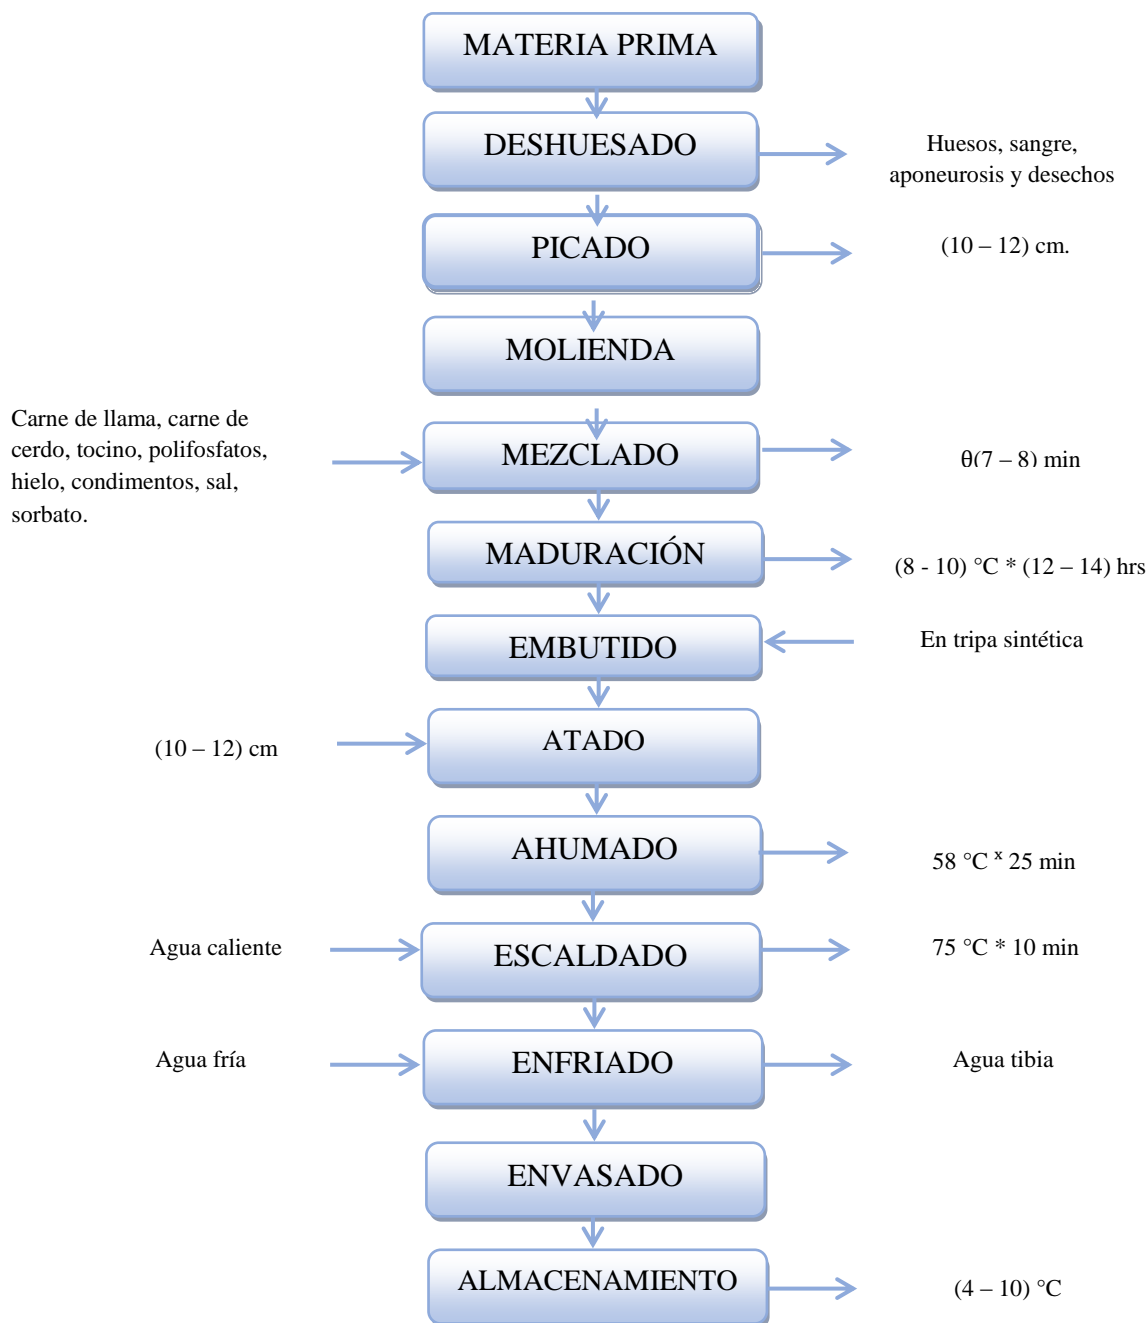 MATERIA PRIMA
DESHUESADO
Huesos, sangre,
aponeurosis y desechos
PICADO
(10 – 12) cm.
MOLIENDA
Carne de llama, carne de
cerdo, tocino, polifosfatos,
hielo, condimentos, sal,
sorbato.
MEZCLADO
θ(7 – 8) min
MADURACIÓN
(8 - 10) °C * (12 – 14) hrs
EMBUTIDO
En tripa sintética
(10 – 12) cm
ATADO
AHUMADO
58 °C ˣ 25 min
Agua caliente
ESCALDADO
75 °C * 10 min
Agua fría
ENFRIADO
Agua tibia
ENVASADO
ALMACENAMIENTO
(4 – 10) °C